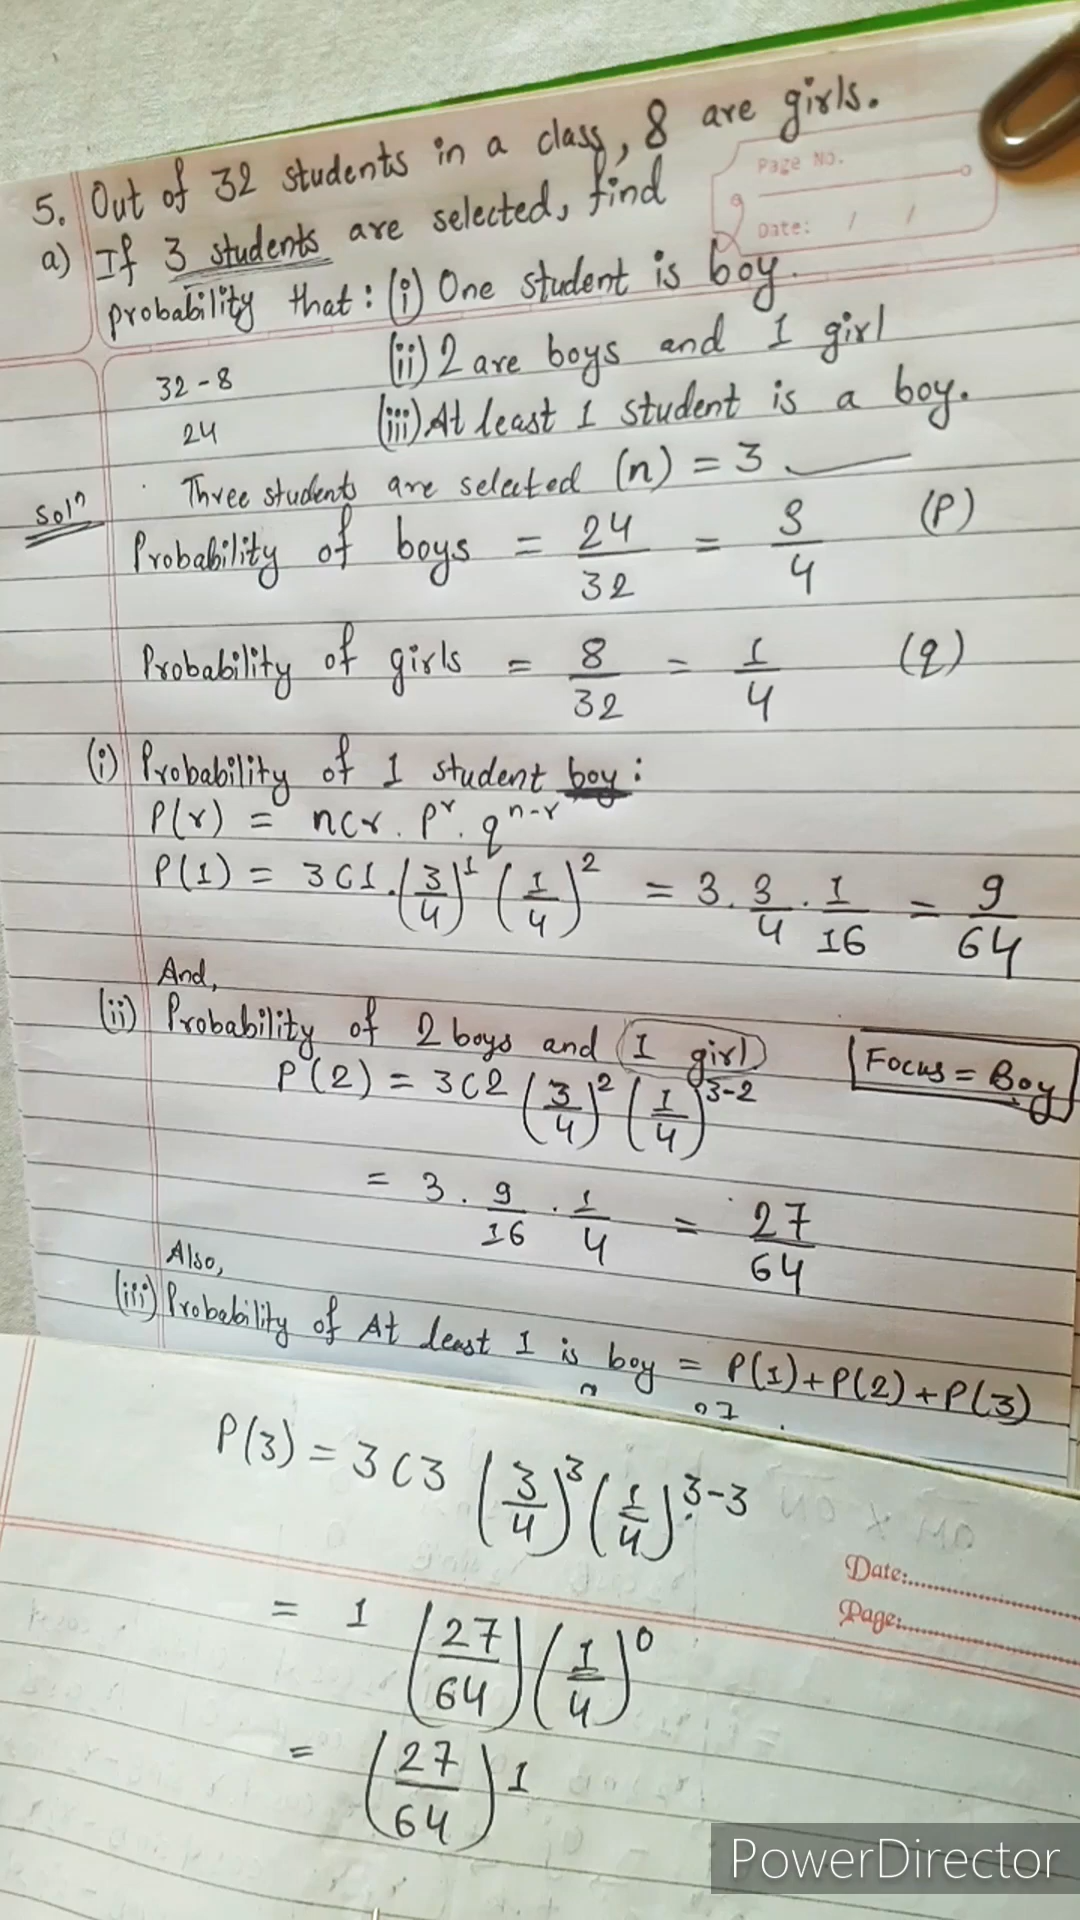 5. Out of 32 students in a class, 8 are girls.
Page No.
a) If 3 students are selected, find
Date: / /
probability that: (i) One student is boy.
32-8 (ii) 2 are boys and 1 girl
24 (iii) At least 1 student is a boy.
Solⁿ Three students are selected (n) = 3
Probability of boys = 24/32 = 3/4 (P)
Probability of girls = 8/32 = 1/4 (q)
(i) Probability of 1 student boy:
P(r) = ncr. P^r. q^n-r
P(1) = 3C1.(3/4)^1 (1/4)^2 = 3.3/4.1/16 = 9/64
And,
(ii) Probability of 2 boys and 1 girl
Focus = Boy
P(2) = 3C2 (3/4)^2 (1/4)^3-2
= 3.9/16.1/4 = 27/64
Also,
(iii) Probability of At least 1 is boy = P(1)+P(2)+P(3)
P(3) = 3C3 (3/4)^3 (1/4)^3-3
Date:
Page:
= 1 (27/64)(1/4)^0
= (27/64) 1
PowerDirector